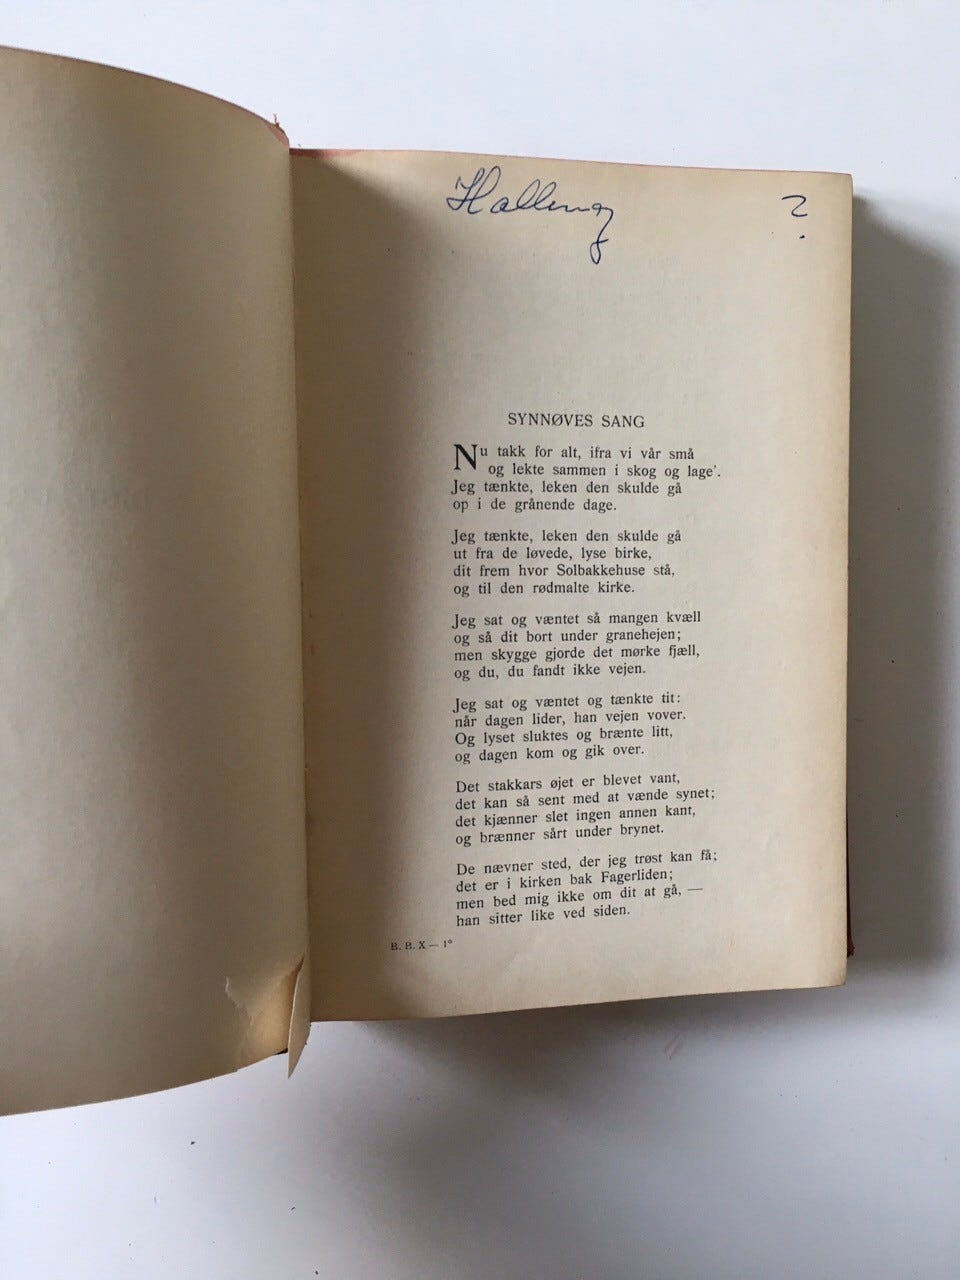 ?
SYNNØVES SANG
Nu takk for alt, ifra vi vår små
og lekte sammen i skog og lage'.
Jeg tænkte, leken den skulde gå
op i de grånende dage.
Jeg tænkte, leken den skulde gå
ut fra de løvede, lyse birke,
dit frem hvor Solbakkehuse stå,
og til den rødmalte kirke.
Jeg sat og væntet så mangen kvæll
og så dit bort under granehejen;
men skygge gjorde det mørke fjæll,
og du, du fandt ikke vejen.
Jeg sat og væntet og tænkte tit:
når dagen lider, han vejen vover.
Og lyset sluktes og brænte litt,
og dagen kom og gik over.
Det stakkars øjet er blevet vant,
det kan så sent med at vænde synet;
det kjænner slet ingen annen kant,
og brænner sårt under brynet.
De nævner sted, der jeg trøst kan få;
det er i kirken bak Fagerliden;
men bed mig ikke om dit at gå, —
han sitter like ved siden.
B. B. X — 1°